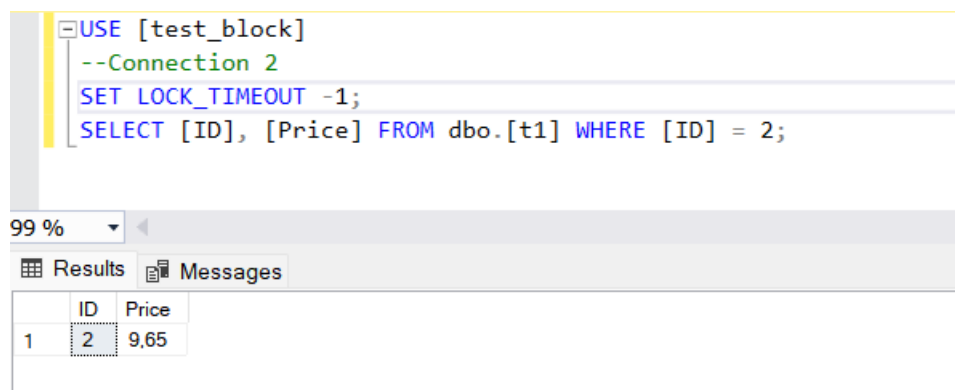 USE [test_block]
--Connection 2
SET LOCK_TIMEOUT -1;
SELECT [ID], [Price] FROM dbo.[t1] WHERE [ID] = 2;
99 %
Results Messages
ID Price
1 2 9,65